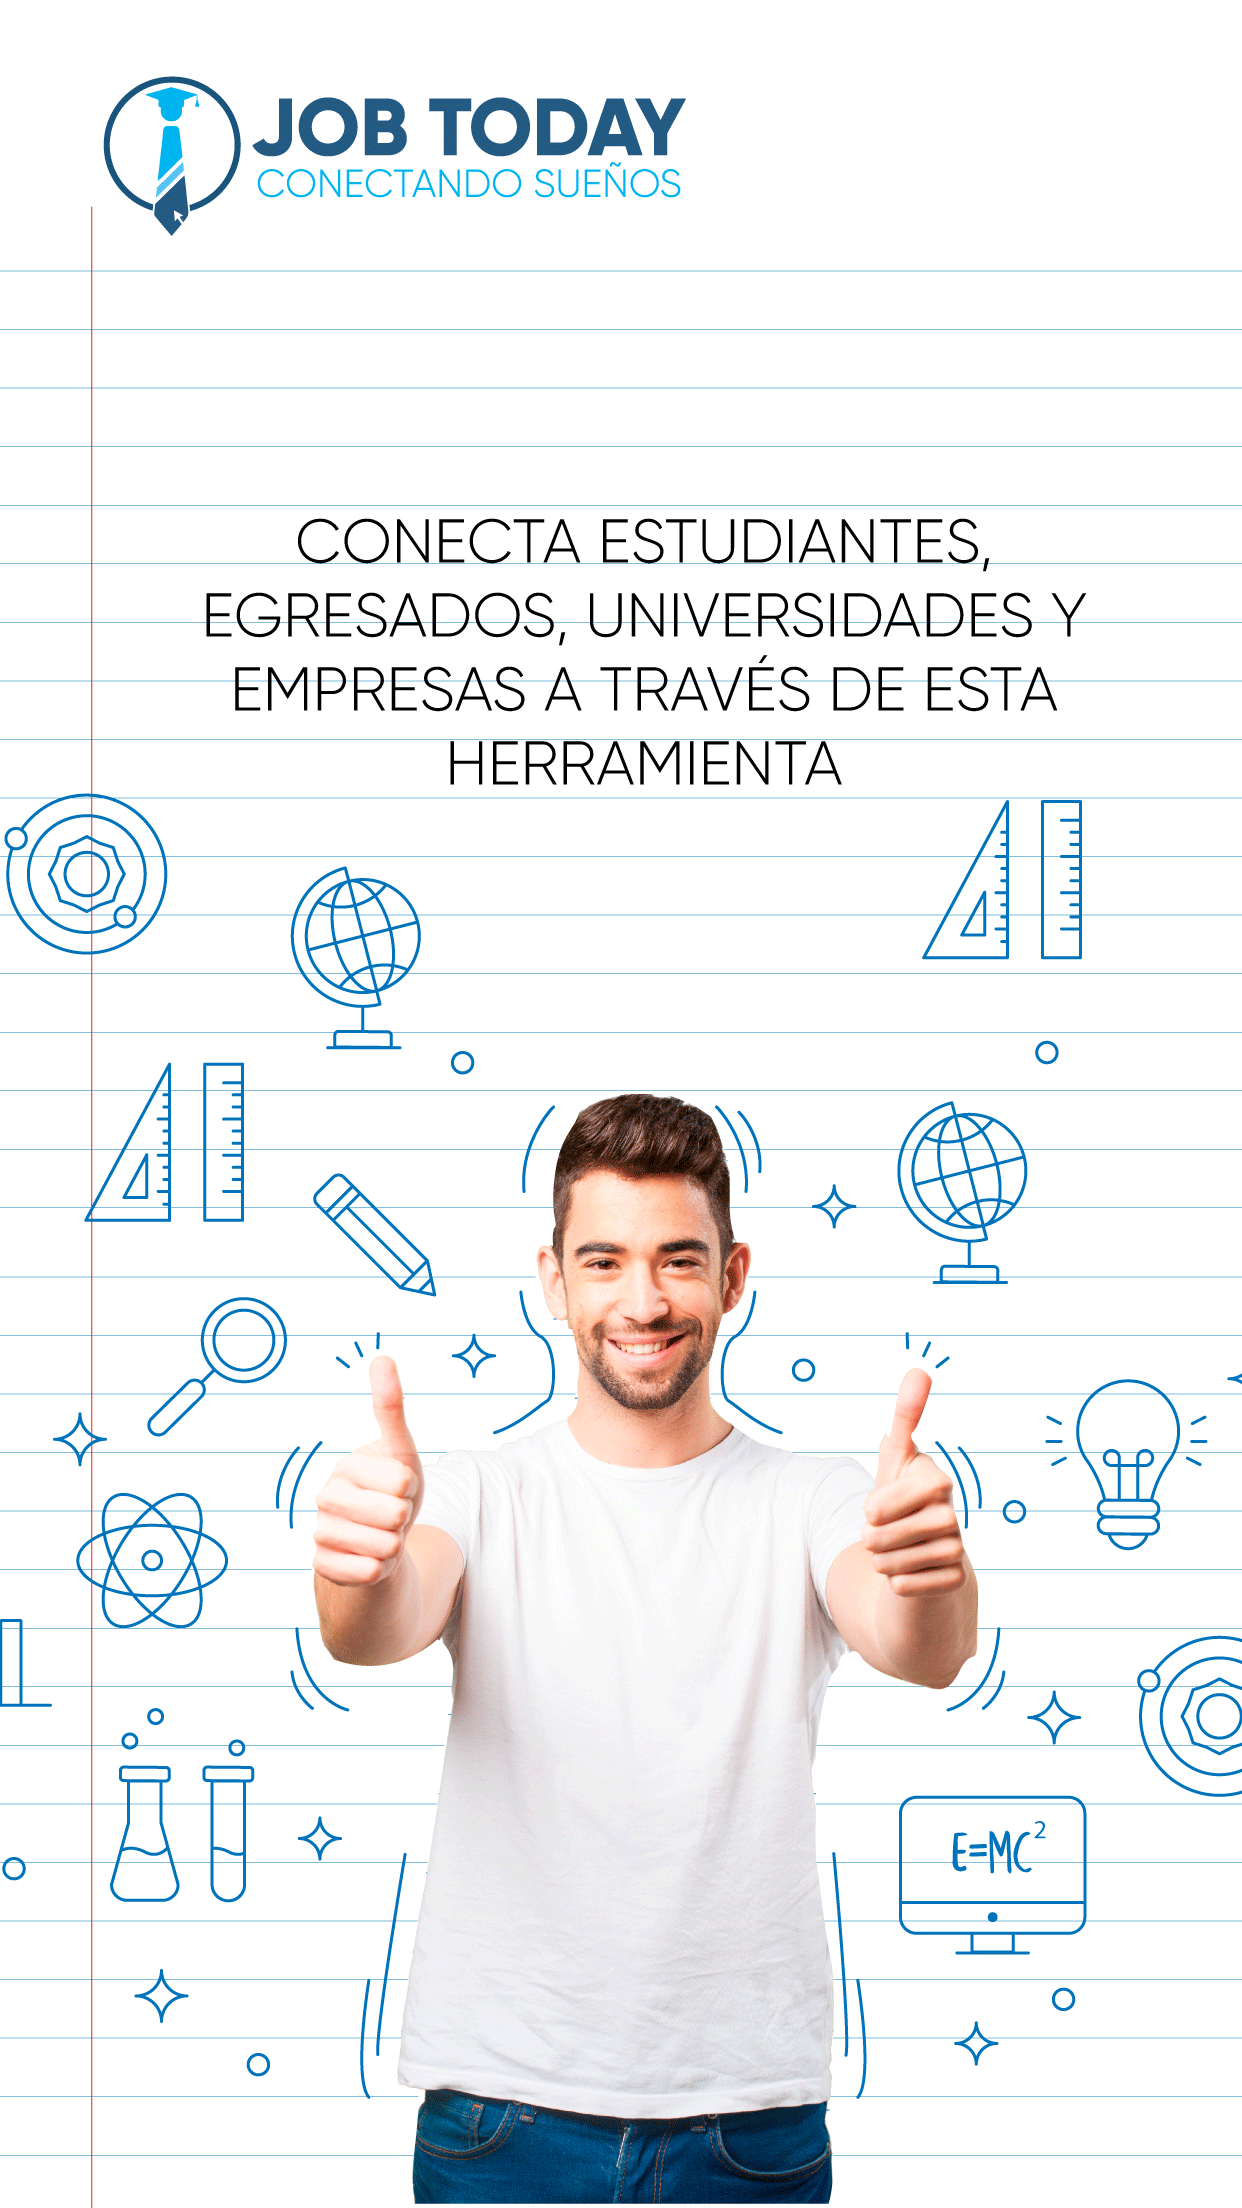 JOB TODAY
CONECTANDO SUEÑOS
CONECTA ESTUDIANTES,
EGRESADOS, UNIVERSIDADES Y
EMPRESAS A TRAVÉS DE ESTA
HERRAMIENTA
E=MC²